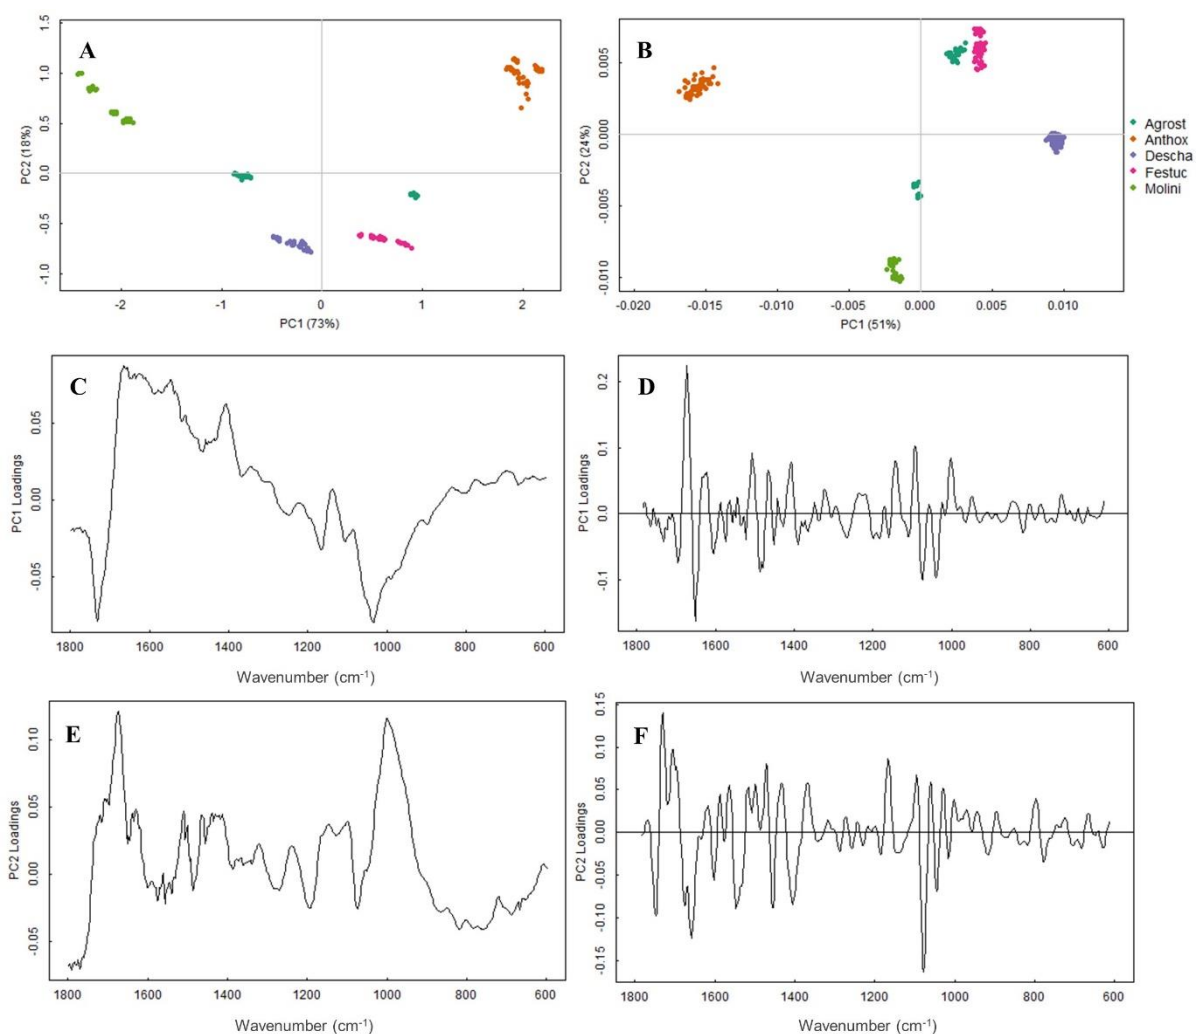 A
PC2 (18%)
1.5
1.0
0.5
0.0
-0.5
-1.0
-2
-1
0
1
2
PC1 (73%)
B
PC2 (24%)
0.005
0.000
-0.005
-0.010
-0.020
-0.015
-0.010
-0.005
0.000
0.005
0.010
PC1 (51%)
Agrost
Anthox
Descha
Festuc
Molini
C
PC1 Loadings
0.05
0.00
-0.05
1800
1600
1400
1200
1000
800
600
Wavenumber (cm⁻¹)
D
PC1 Loadings
0.2
0.1
0.0
-0.1
1800
1600
1400
1200
1000
800
600
Wavenumber (cm⁻¹)
E
PC2 Loadings
0.10
0.05
0.00
-0.05
1800
1600
1400
1200
1000
800
600
Wavenumber (cm⁻¹)
F
PC2 Loadings
0.15
0.10
0.05
0.00
-0.05
-0.10
-0.15
1800
1600
1400
1200
1000
800
600
Wavenumber (cm⁻¹)